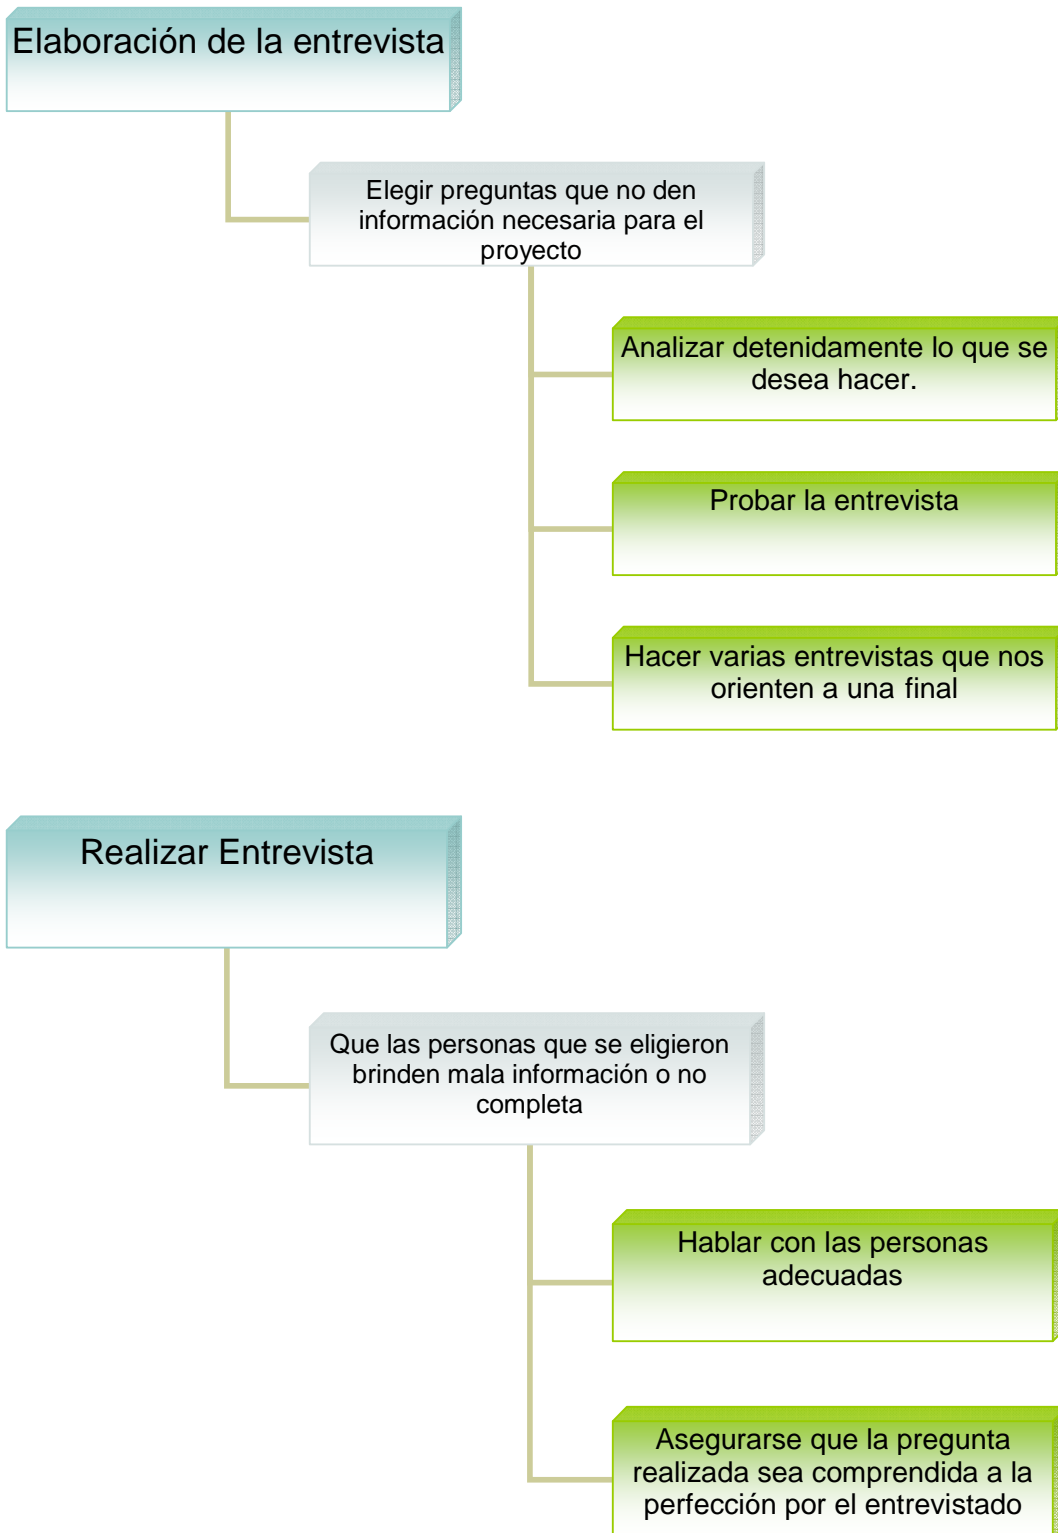 Elaboración de la entrevista
Elegir preguntas que no den
información necesaria para el
proyecto
Analizar detenidamente lo que se
desea hacer.
Probar la entrevista
Hacer varias entrevistas que nos
orienten a una final
Realizar Entrevista
Que las personas que se eligieron
brinden mala información o no
completa
Hablar con las personas
adecuadas
Asegurarse que la pregunta
realizada sea comprendida a la
perfección por el entrevistado